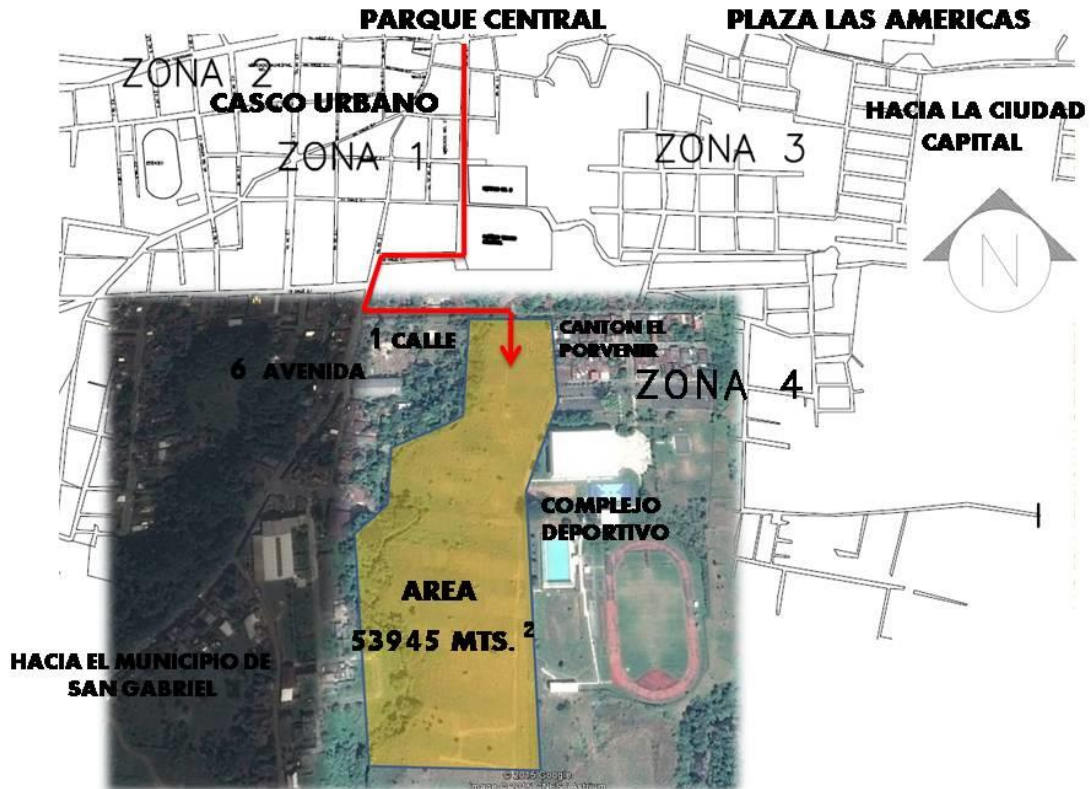 PARQUE CENTRAL
PLAZA LAS AMERICAS
ZONA 2
CASCO URBANO
HACIA LA CIUDAD
CAPITAL
ZONA 1
ZONA 3
N
1 CALLE
CANTON EL
PORVENIR
6 AVENIDA
ZONA 4
COMPLEJO
DEPORTIVO
AREA
53945 MTS. 2
HACIA EL MUNICIPIO DE
SAN GABRIEL
© 2015 Google